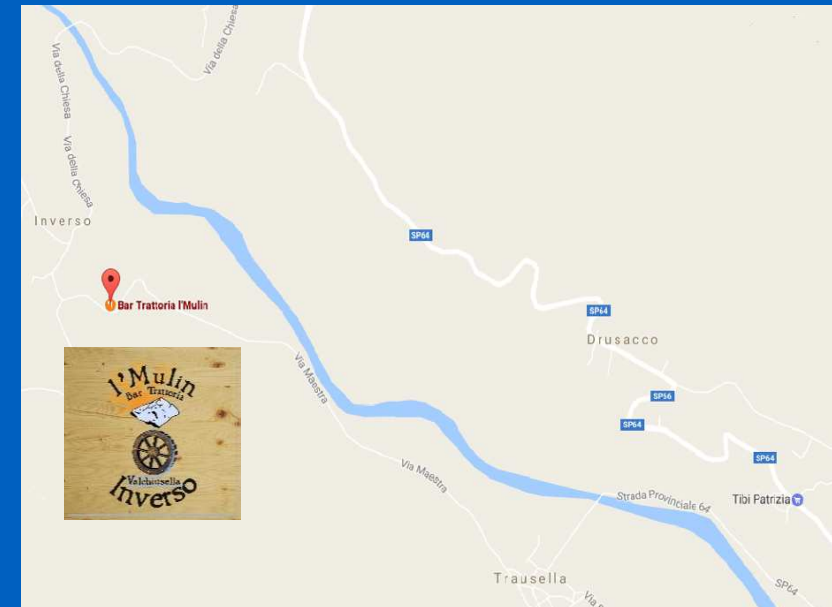 Via della Chiesa
Via della Chiesa
Via della Chiesa
Inverso
SP64
Bar Trattoria l'Mulin
SP64
Drusacco
l'Mulin
Bar Trattoria
Via Maestra
SP56
SP64
Valchiusella
Inverso
Via Maestra
SP64
Strada Provinciale 64
Tibi Patrizia
Trausella
SP64